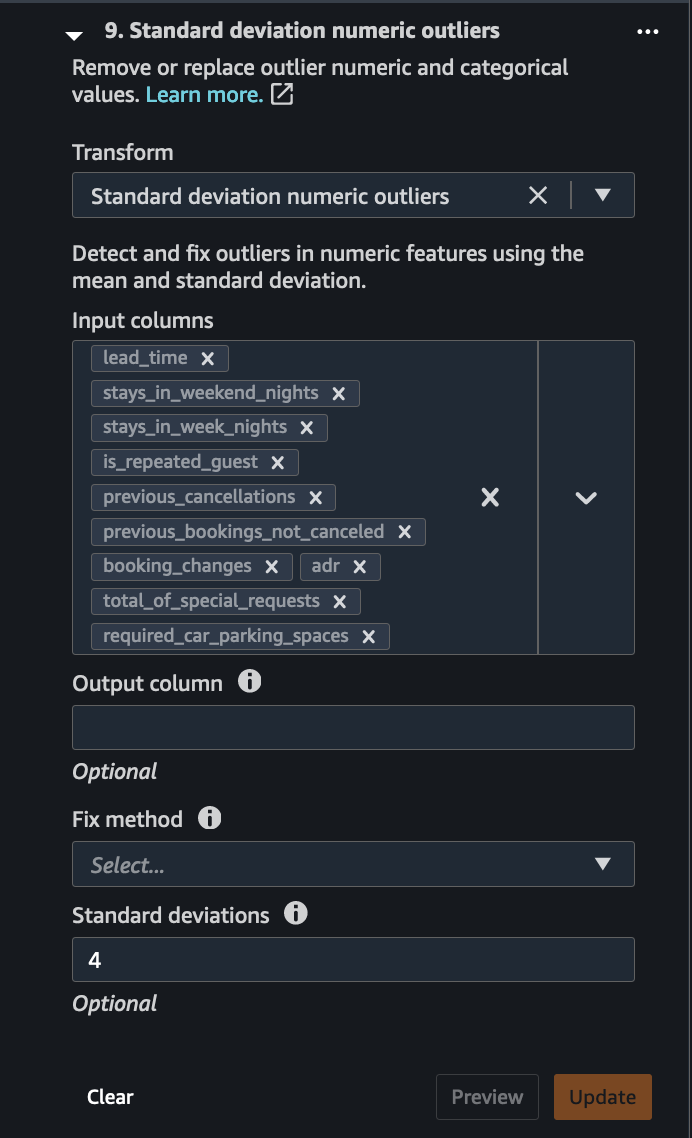 9. Standard deviation numeric outliers
Remove or replace outlier numeric and categorical
values. Learn more.
Transform
Standard deviation numeric outliers
Detect and fix outliers in numeric features using the
mean and standard deviation.
Input columns
lead_time
stays_in_weekend_nights
stays_in_week_nights
is_repeated_guest
previous_cancellations
previous_bookings_not_canceled
booking_changes adr
total_of_special_requests
required_car_parking_spaces
Output column
Optional
Fix method
Select...
Standard deviations
4
Optional
Clear Preview Update